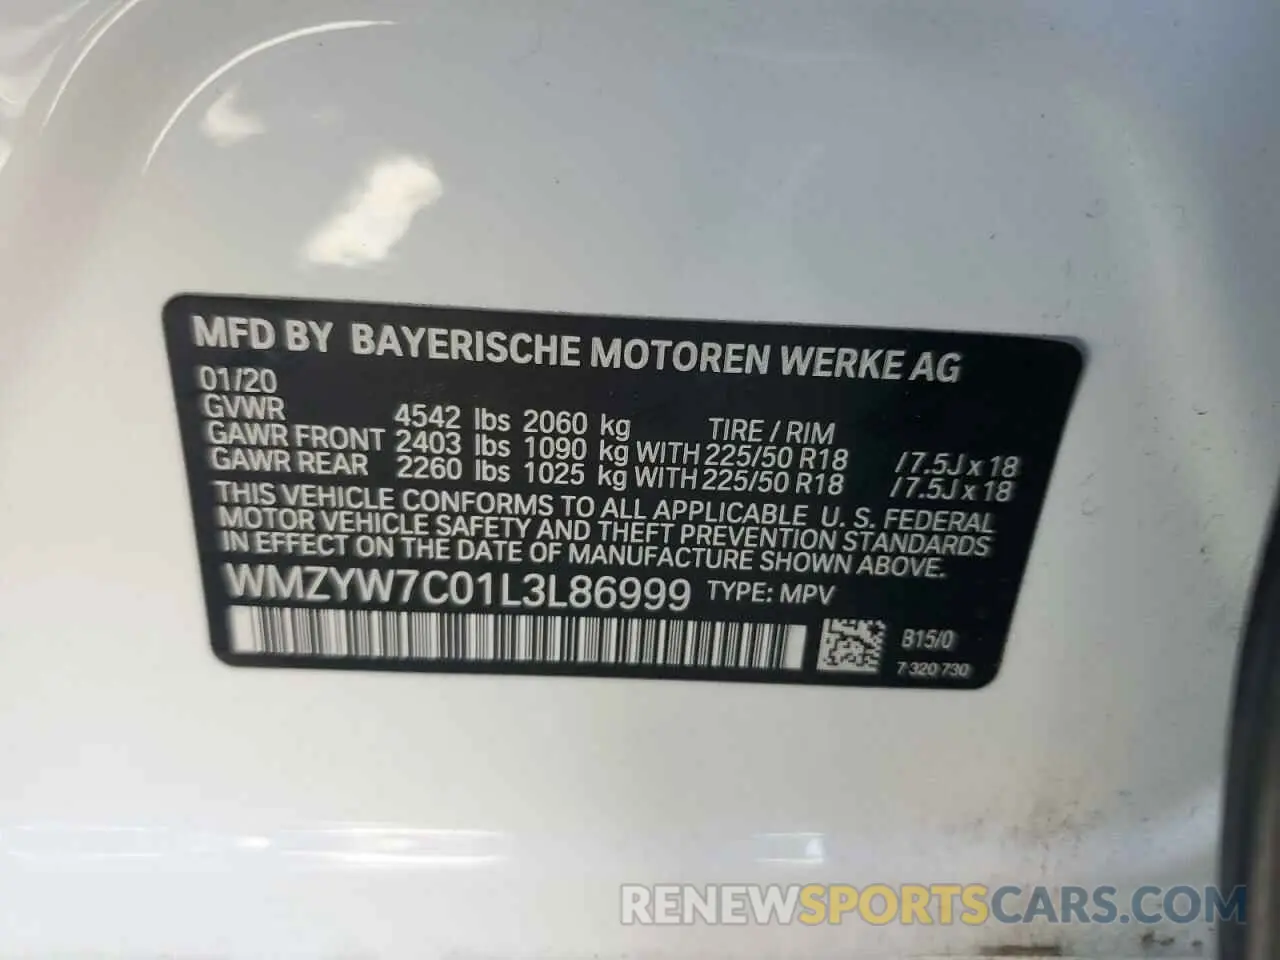 MFD BY BAYERISCHE MOTOREN WERKE AG
01/20
GVWR 4542 lbs 2060 kg TIRE / RIM
GAWR FRONT 2403 lbs 1090 kg WITH 225/50 R18 / 7.5J x 18
GAWR REAR 2260 lbs 1025 kg WITH 225/50 R18 / 7.5J x 18
THIS VEHICLE CONFORMS TO ALL APPLICABLE U. S. FEDERAL
MOTOR VEHICLE SAFETY AND THEFT PREVENTION STANDARDS
IN EFFECT ON THE DATE OF MANUFACTURE SHOWN ABOVE.
WMZYW7C01L3L86999 TYPE: MPV
B15/0
7 320 730
RENEWSPORTSCARS.COM